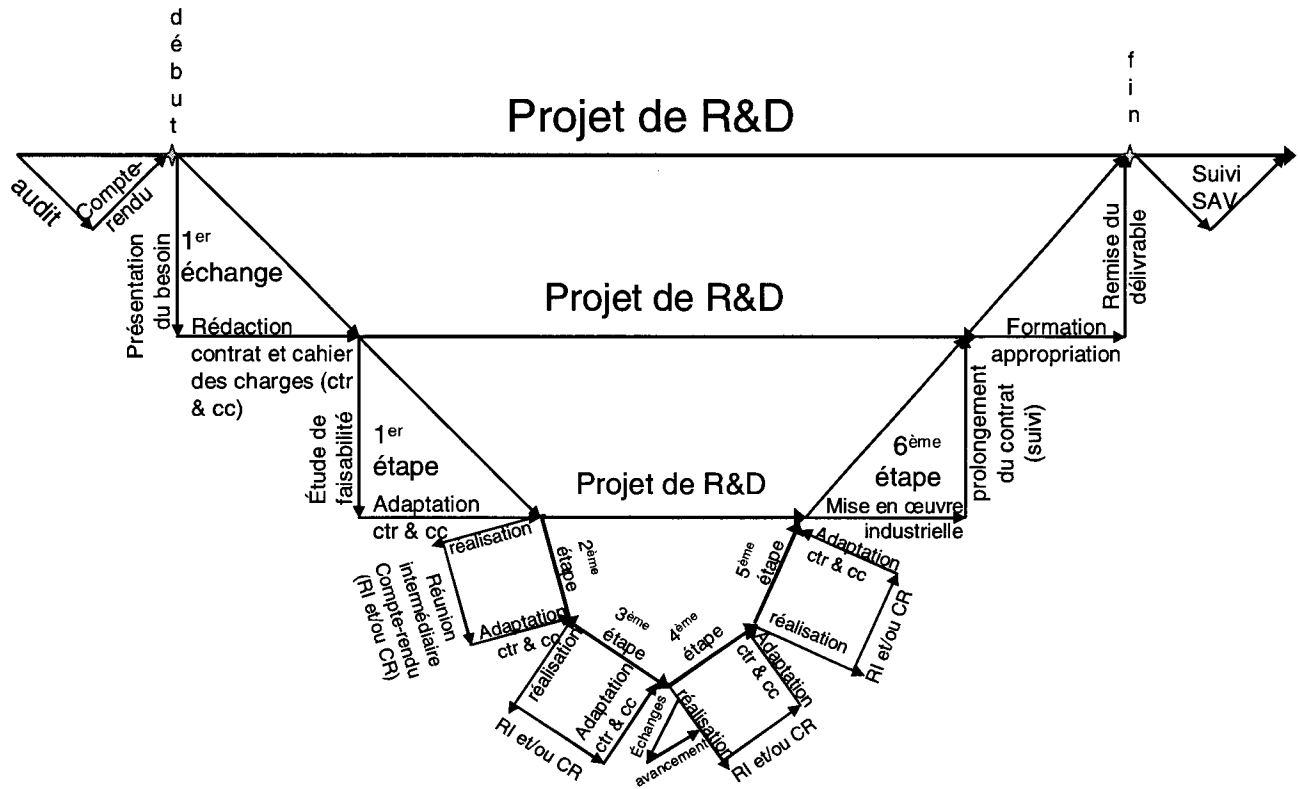 début
fin
Projet de R&D
audit
Compte-
rendu
Suivi
SAV
Présentation
du besoin
1er
échange
Remise du
délivrable
Projet de R&D
Rédaction
contrat et cahier
des charges (ctr
& cc)
Formation
appropriation
Étude de
faisabilité
1er
étape
6ème
étape
prolongement
du contrat
(suivi)
Projet de R&D
Adaptation
ctr & cc
Mise en œuvre
industrielle
réalisation
2ème
étape
Réunion
intermédiaire
Compte-rendu
(RI et/ou CR)
Adaptation
ctr & cc
5ème
étape
Adaptation
ctr & cc
réalisation
RI et/ou CR
3ème
étape
4ème
étape
réalisation
Adaptation
ctr & cc
RI et/ou CR
Échanges
avancement
réalisation
Adaptation
ctr & cc
RI et/ou CR